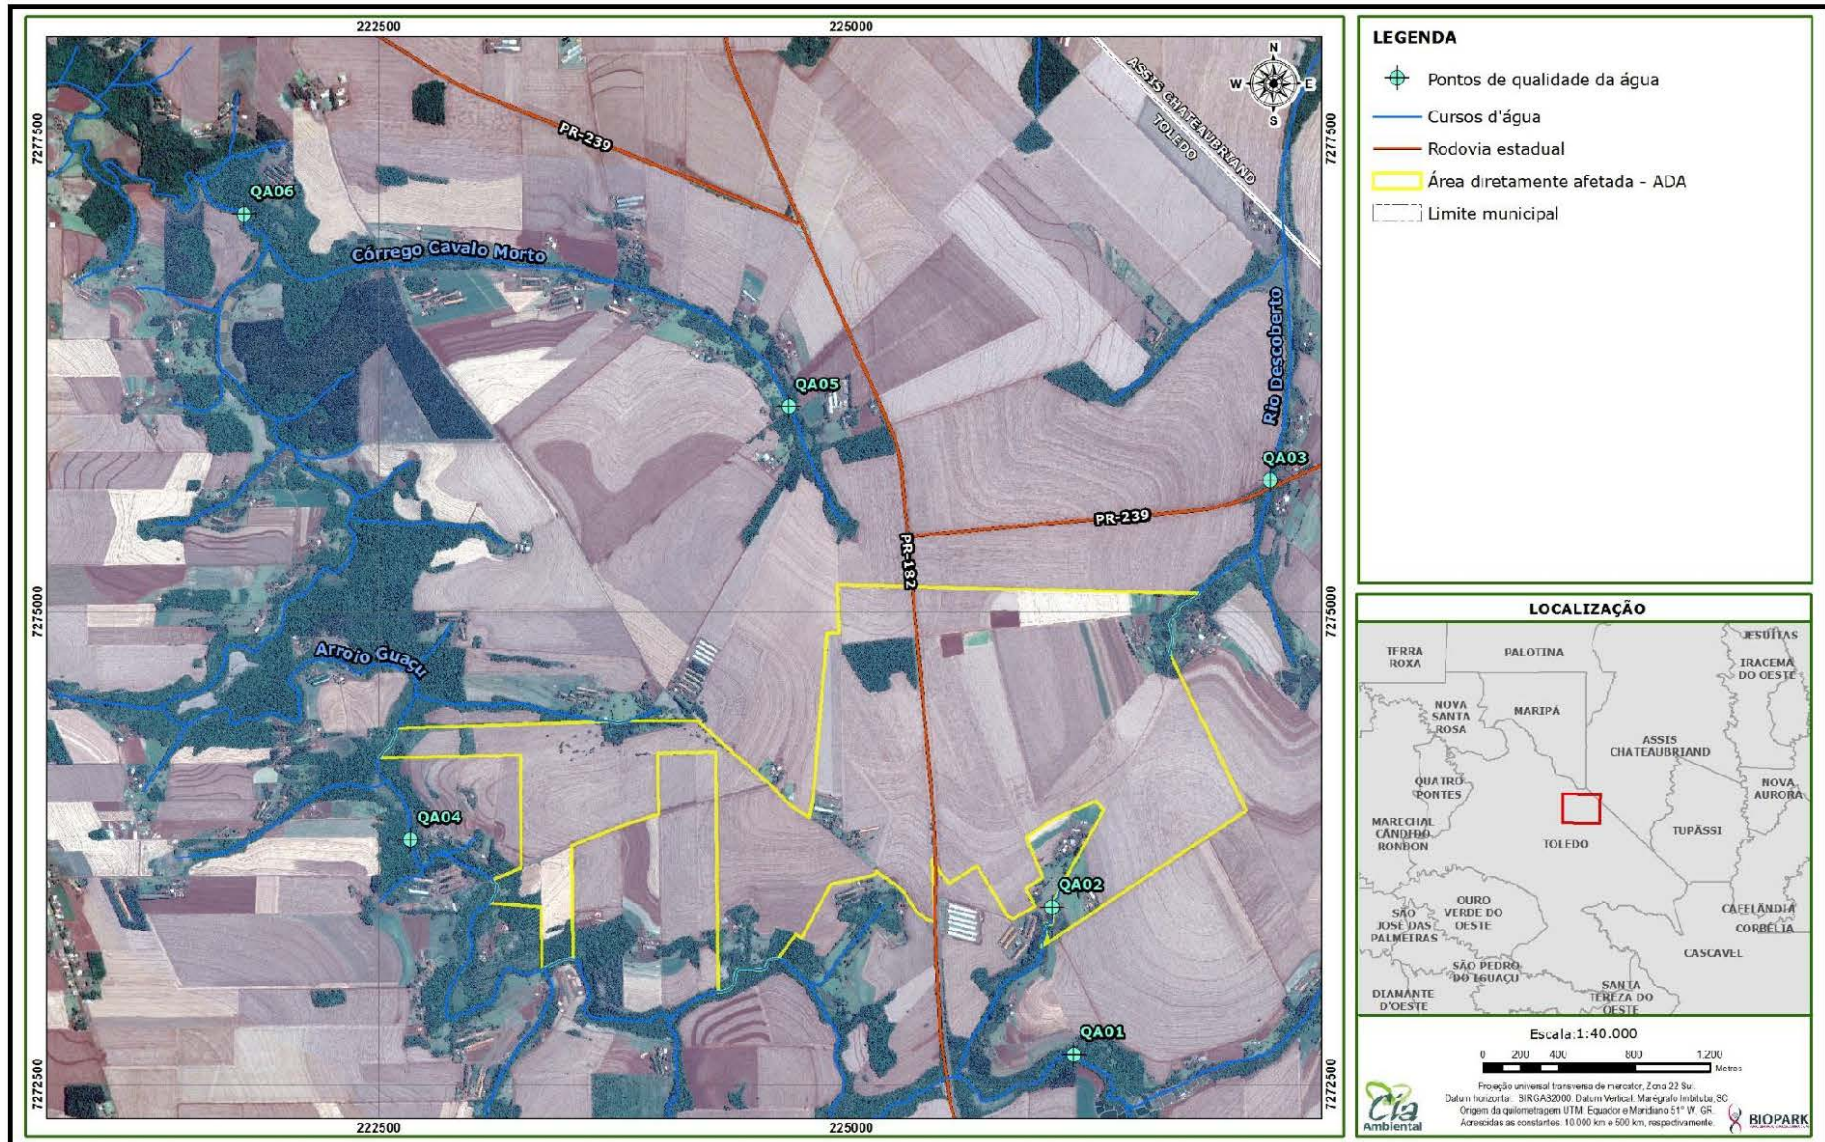 222500
225000
7277500
7277500
ASSIS CHATEAUBRIAND
TOLEDO
N
W
E
S
PR-239
QA06
Córrego Cavalo Morto
Rio Descoberto
QA05
QA03
PR-239
PR-182
7275000
7275000
Arroio Guaçu
QA04
QA02
QA01
7272500
7272500
222500
225000
LEGENDA
Pontos de qualidade da água
Cursos d'água
Rodovia estadual
Área diretamente afetada - ADA
Limite municipal
LOCALIZAÇÃO
TERRA
ROXA
PALOTINA
JESUÍTAS
IRACEMA
DO OESTE
NOVA
SANTA
ROSA
MARIPÁ
ASSIS
CHATEAUBRIAND
QUATRO
PONTES
NOVA
AURORA
MARECHAL
CÂNDIDO
RONDON
TUPÃSSI
TOLEDO
OURO
VERDE DO
OESTE
SÃO
JOSÉ DAS
PALMEIRAS
CAFELÂNDIA
CORBÉLIA
CASCAVEL
SÃO PEDRO
DO IGUAÇU
DIAMANTE
D'OESTE
SANTA
TEREZA DO
OESTE
Escala:1:40.000
0 200 400 800 1.200
Metros
Projeção universal transversa de mercator, Zona 22 Sul.
Datum horizontal: SIRGAS2000. Datum Vertical: Marégrafo Imbituba, SC
Origem da quilometragem UTM: Equador e Meridiano 51° W. GR.
Acrescidas as constantes: 10.000 km e 500 km, respectivamente.
Cia
Ambiental
BIOPARK